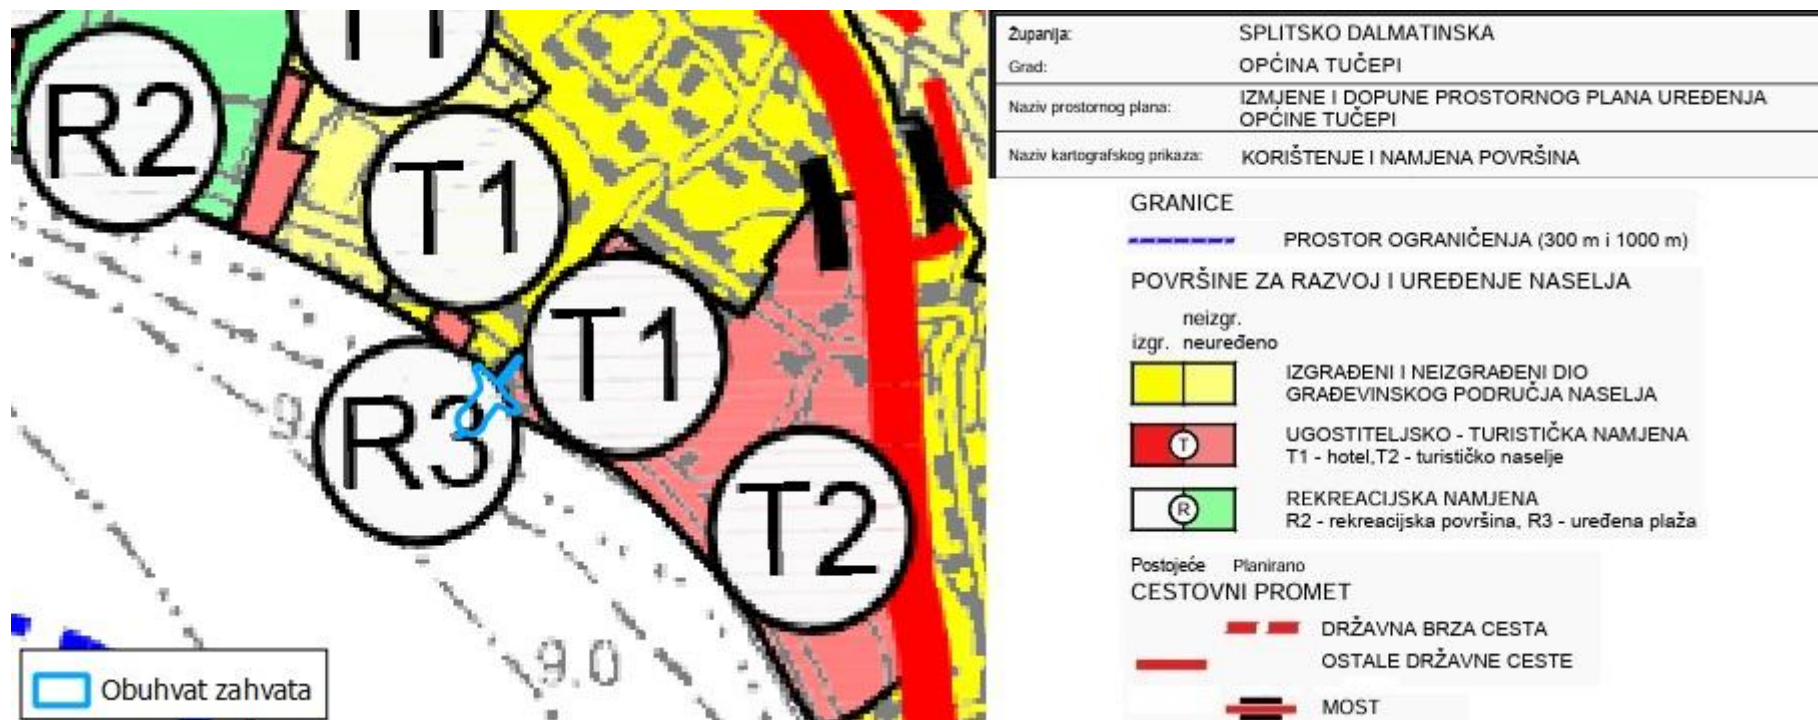 T1
R2
T1
T1
R3
T2
9.
9.0
Obuhvat zahvata
Županija: SPLITSKO DALMATINSKA
Grad: OPĆINA TUČEPI
Naziv prostornog plana: IZMJENE I DOPUNE PROSTORNOG PLANA UREĐENJA
OPĆINE TUČEPI
Naziv kartografskog prikaza: KORIŠTENJE I NAMJENA POVRŠINA
GRANICE
PROSTOR OGRANIČENJA (300 m i 1000 m)
POVRŠINE ZA RAZVOJ I UREĐENJE NASELJA
neizgr.
izgr. neuređeno
IZGRAĐENI I NEIZGRAĐENI DIO
GRAĐEVINSKOG PODRUČJA NASELJA
T
UGOSTITELJSKO - TURISTIČKA NAMJENA
T1 - hotel,T2 - turističko naselje
R
REKREACIJSKA NAMJENA
R2 - rekreacijska površina, R3 - uređena plaža
Postojeće Planirano
CESTOVNI PROMET
DRŽAVNA BRZA CESTA
OSTALE DRŽAVNE CESTE
MOST